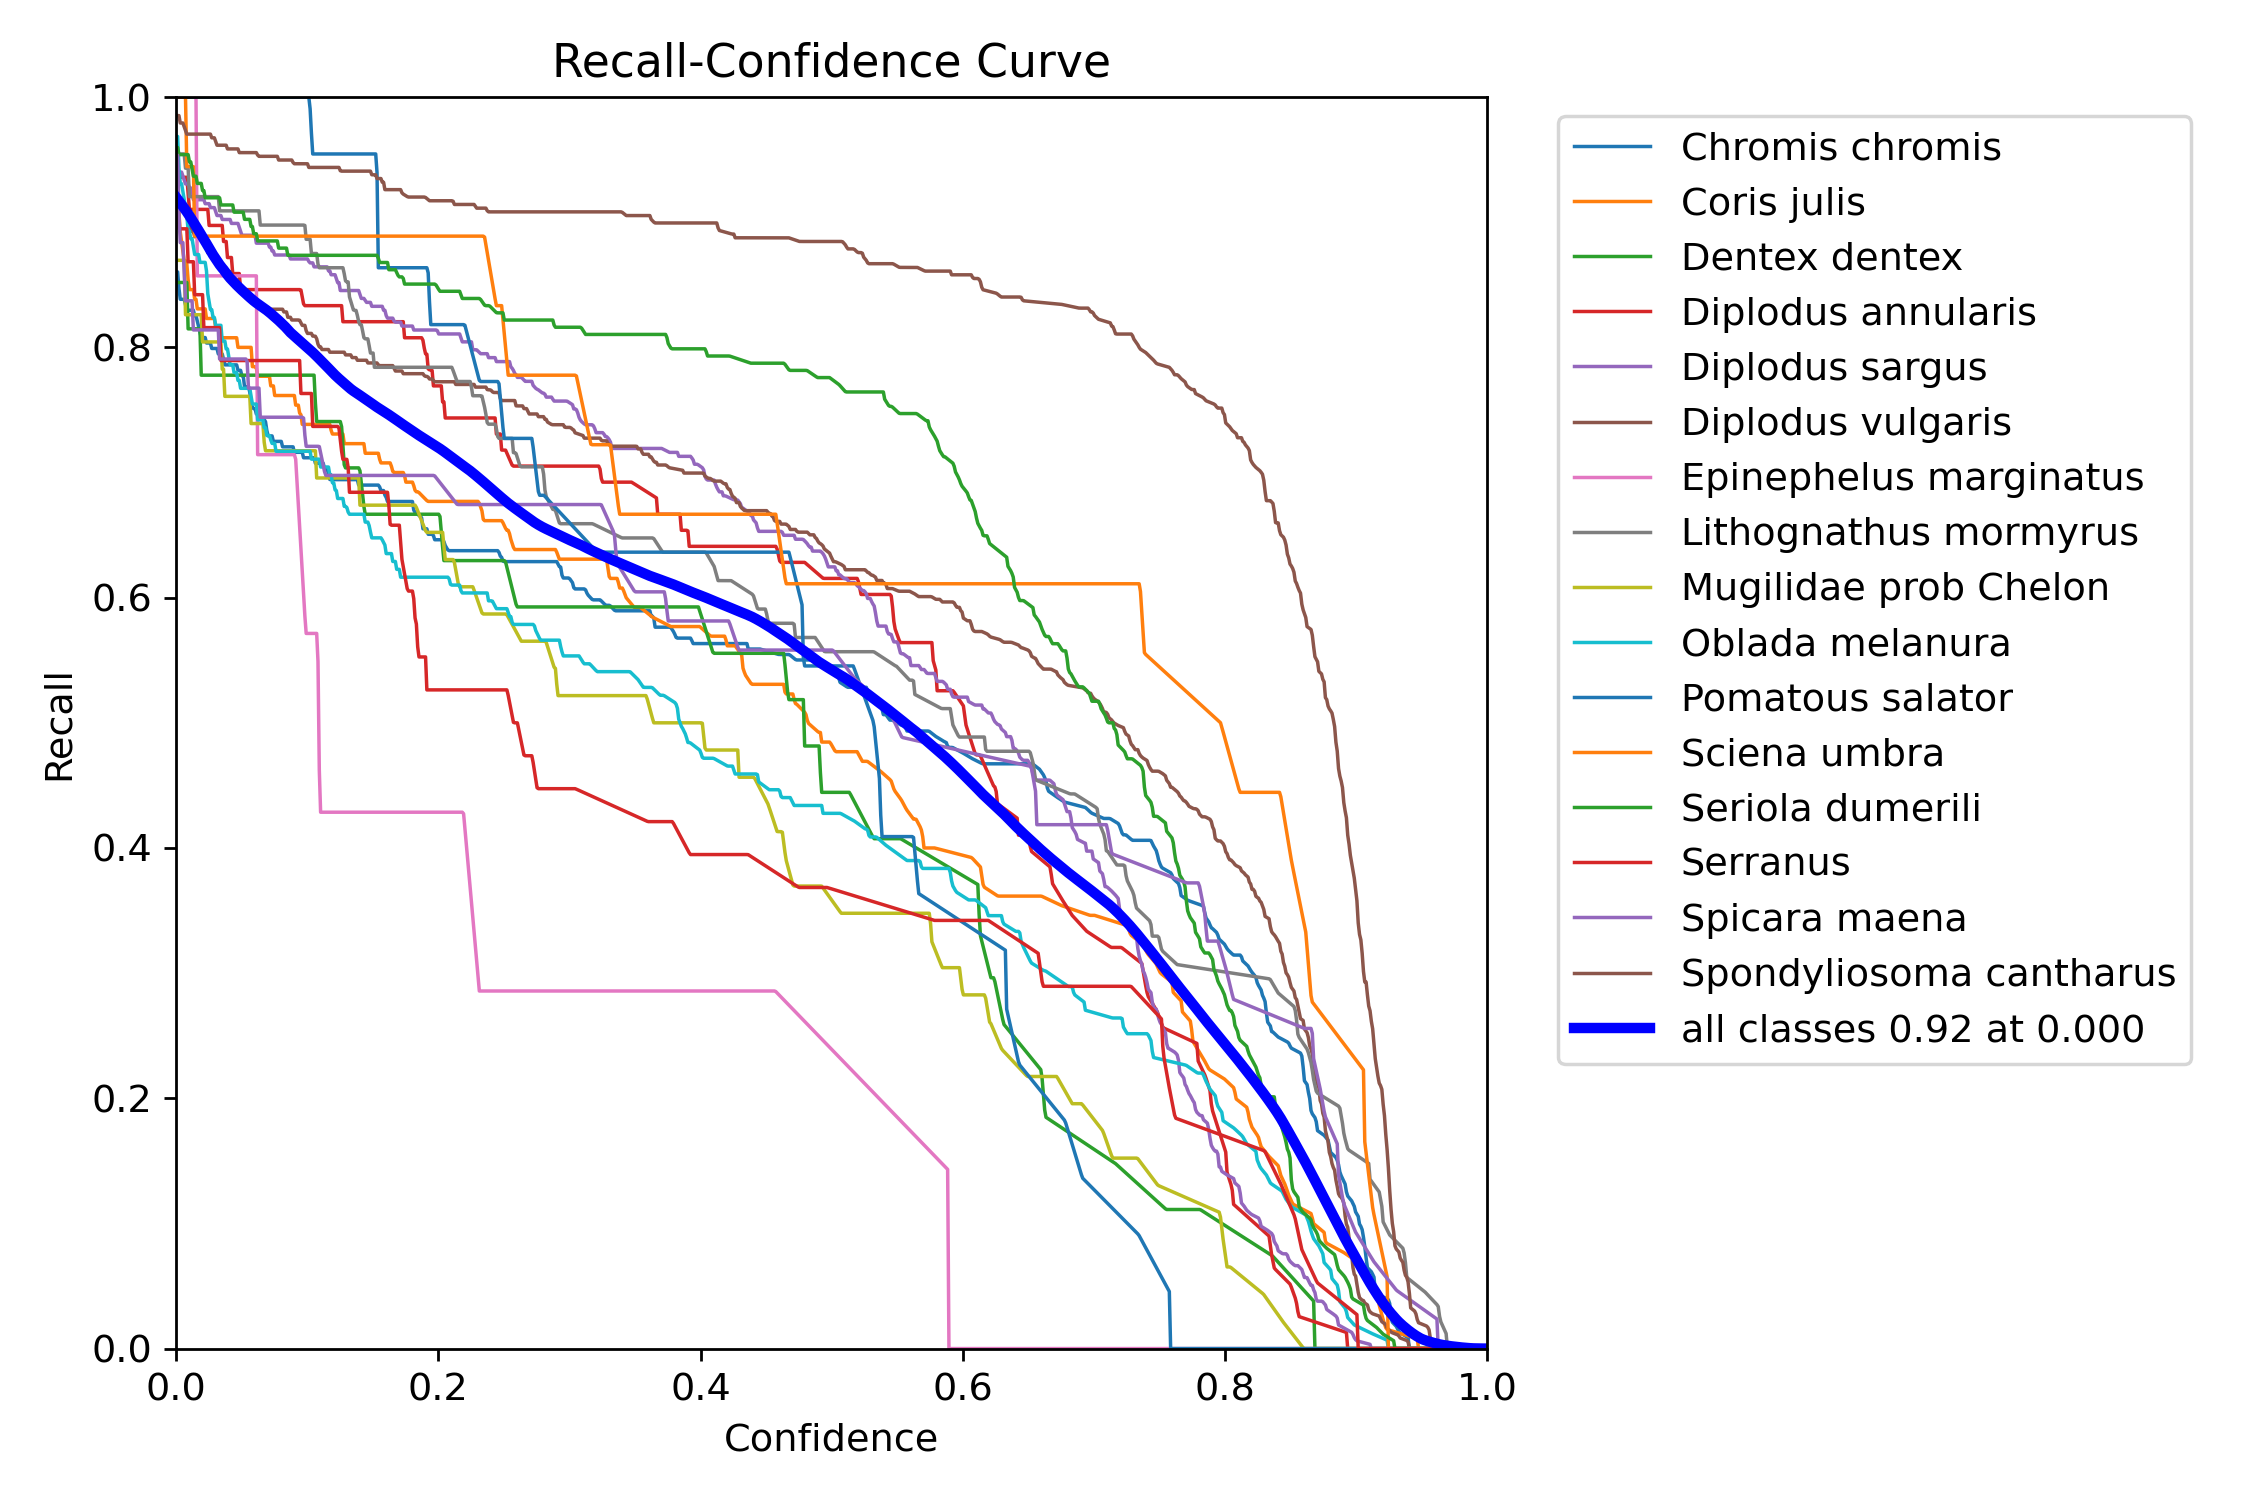 Recall-Confidence Curve
1.0
0.8
0.6
0.4
0.2
0.0
Recall
0.0 0.2 0.4 0.6 0.8 1.0
Confidence
Chromis chromis
Coris julis
Dentex dentex
Diplodus annularis
Diplodus sargus
Diplodus vulgaris
Epinephelus marginatus
Lithognathus mormyrus
Mugilidae prob Chelon
Oblada melanura
Pomatous salator
Sciena umbra
Seriola dumerili
Serranus
Spicara maena
Spondyliosoma cantharus
all classes 0.92 at 0.000